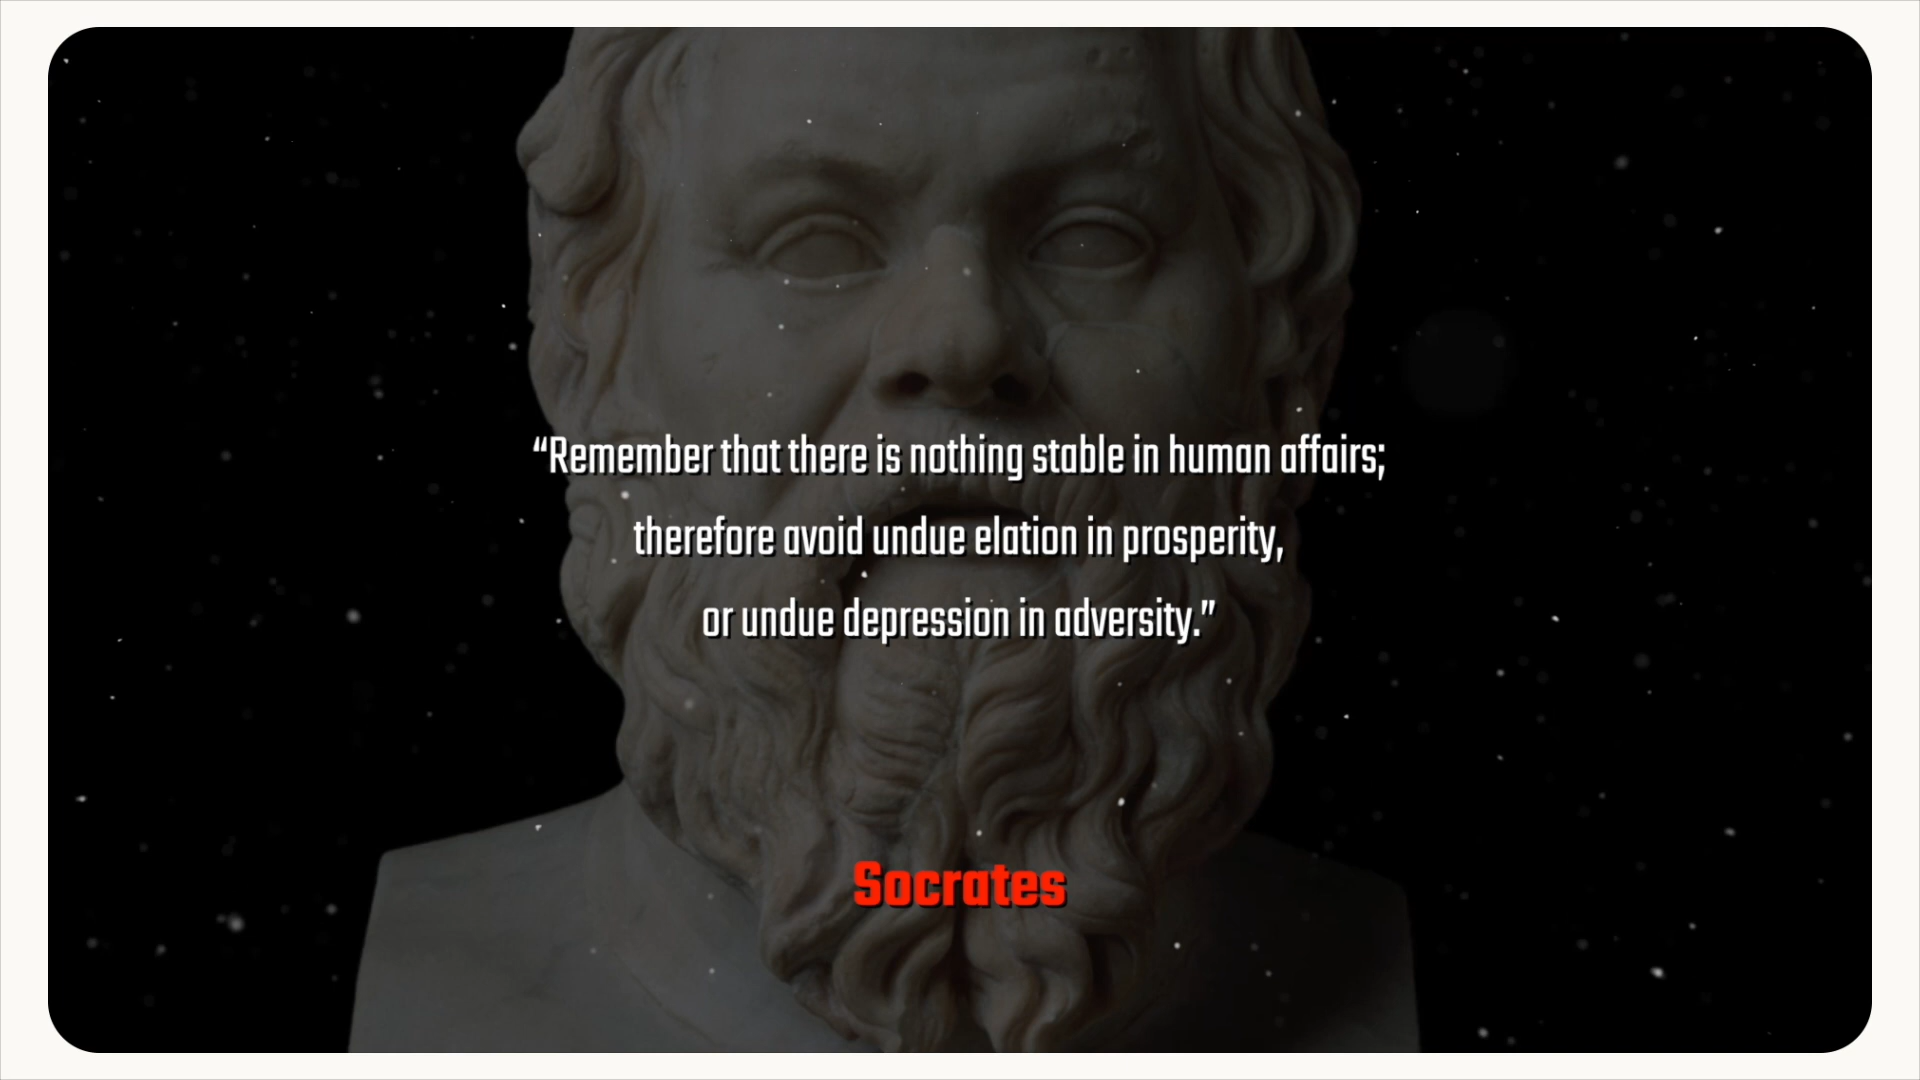 “Remember that there is nothing stable in human affairs;
therefore avoid undue elation in prosperity,
or undue depression in adversity.”
Socrates